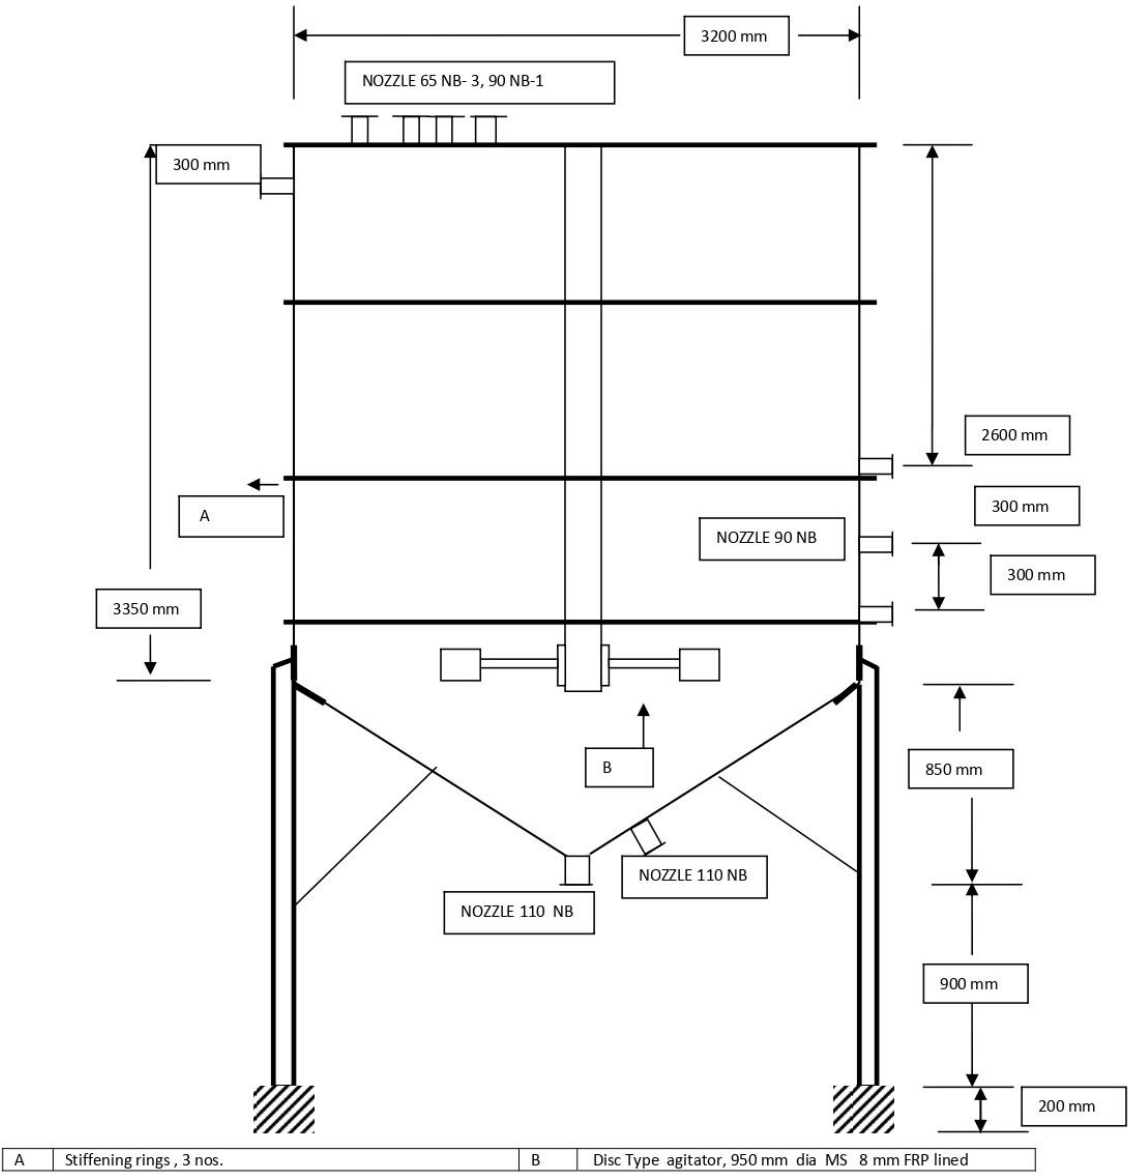 3200 mm
NOZZLE 65 NB- 3, 90 NB-1
300 mm
2600 mm
300 mm
A
NOZZLE 90 NB
300 mm
3350 mm
B
850 mm
NOZZLE 110 NB
NOZZLE 110  NB
900 mm
200 mm
A Stiffening rings , 3 nos. B Disc Type  agitator, 950 mm  dia  MS   8 mm FRP lined